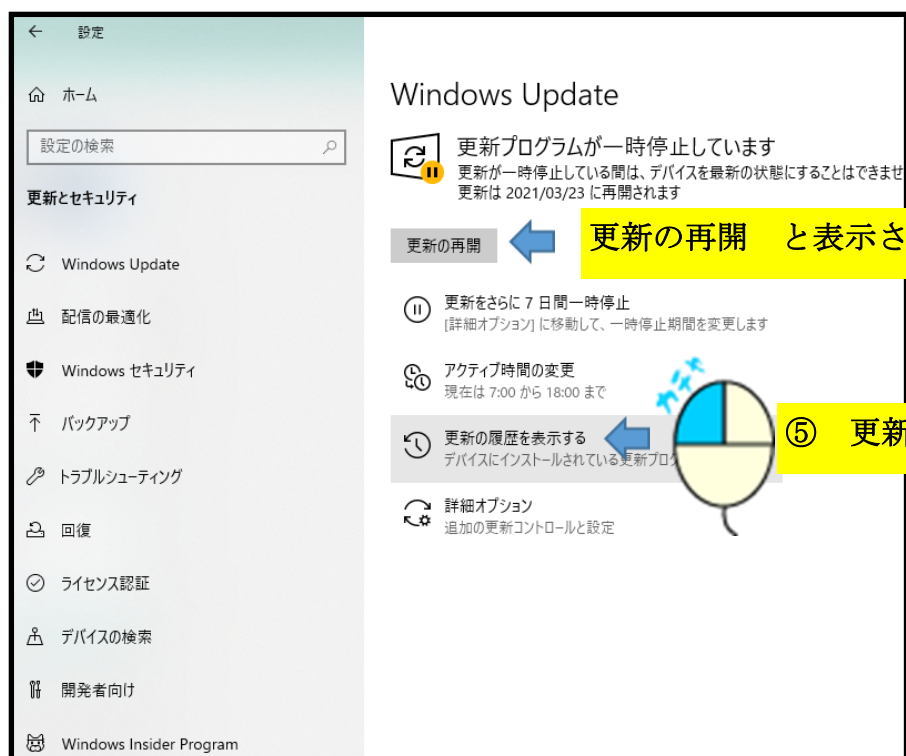 設定
ホーム
設定の検索
更新とセキュリティ
Windows Update
配信の最適化
Windows セキュリティ
バックアップ
トラブルシューティング
回復
ライセンス認証
デバイスの検索
開発者向け
Windows Insider Program
Windows Update
更新プログラムが一時停止しています
更新が一時停止している間は、デバイスを最新の状態にすることはできませ
更新は 2021/03/23 に再開されます
更新の再開
更新の再開　と表示さ
更新をさらに 7 日間一時停止
[詳細オプション] に移動して、一時停止期間を変更します
アクティブ時間の変更
現在は 7:00 から 18:00 まで
カチャ
更新の履歴を表示する
デバイスにインストールされている更新プロ
⑤　更新
詳細オプション
追加の更新コントロールと設定